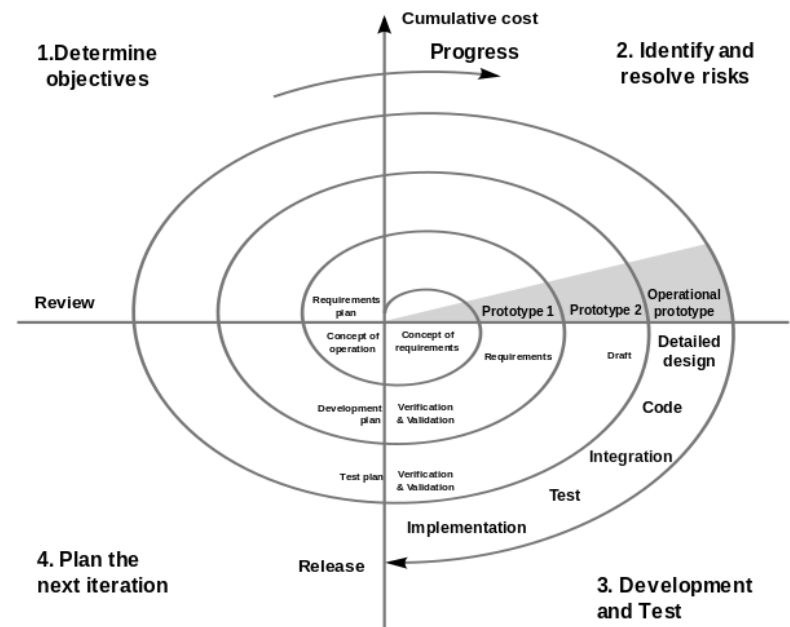 Cumulative cost
Progress
1.Determine
objectives
2. Identify and
resolve risks
Review
Requirements
plan
Prototype 1
Prototype 2
Operational
prototype
Concept of
operation
Concept of
requirements
Requirements
Draft
Detailed
design
Code
Development
plan
Verification
& Validation
Integration
Test plan
Verification
& Validation
Test
Implementation
Release
4. Plan the
next iteration
3. Development
and Test